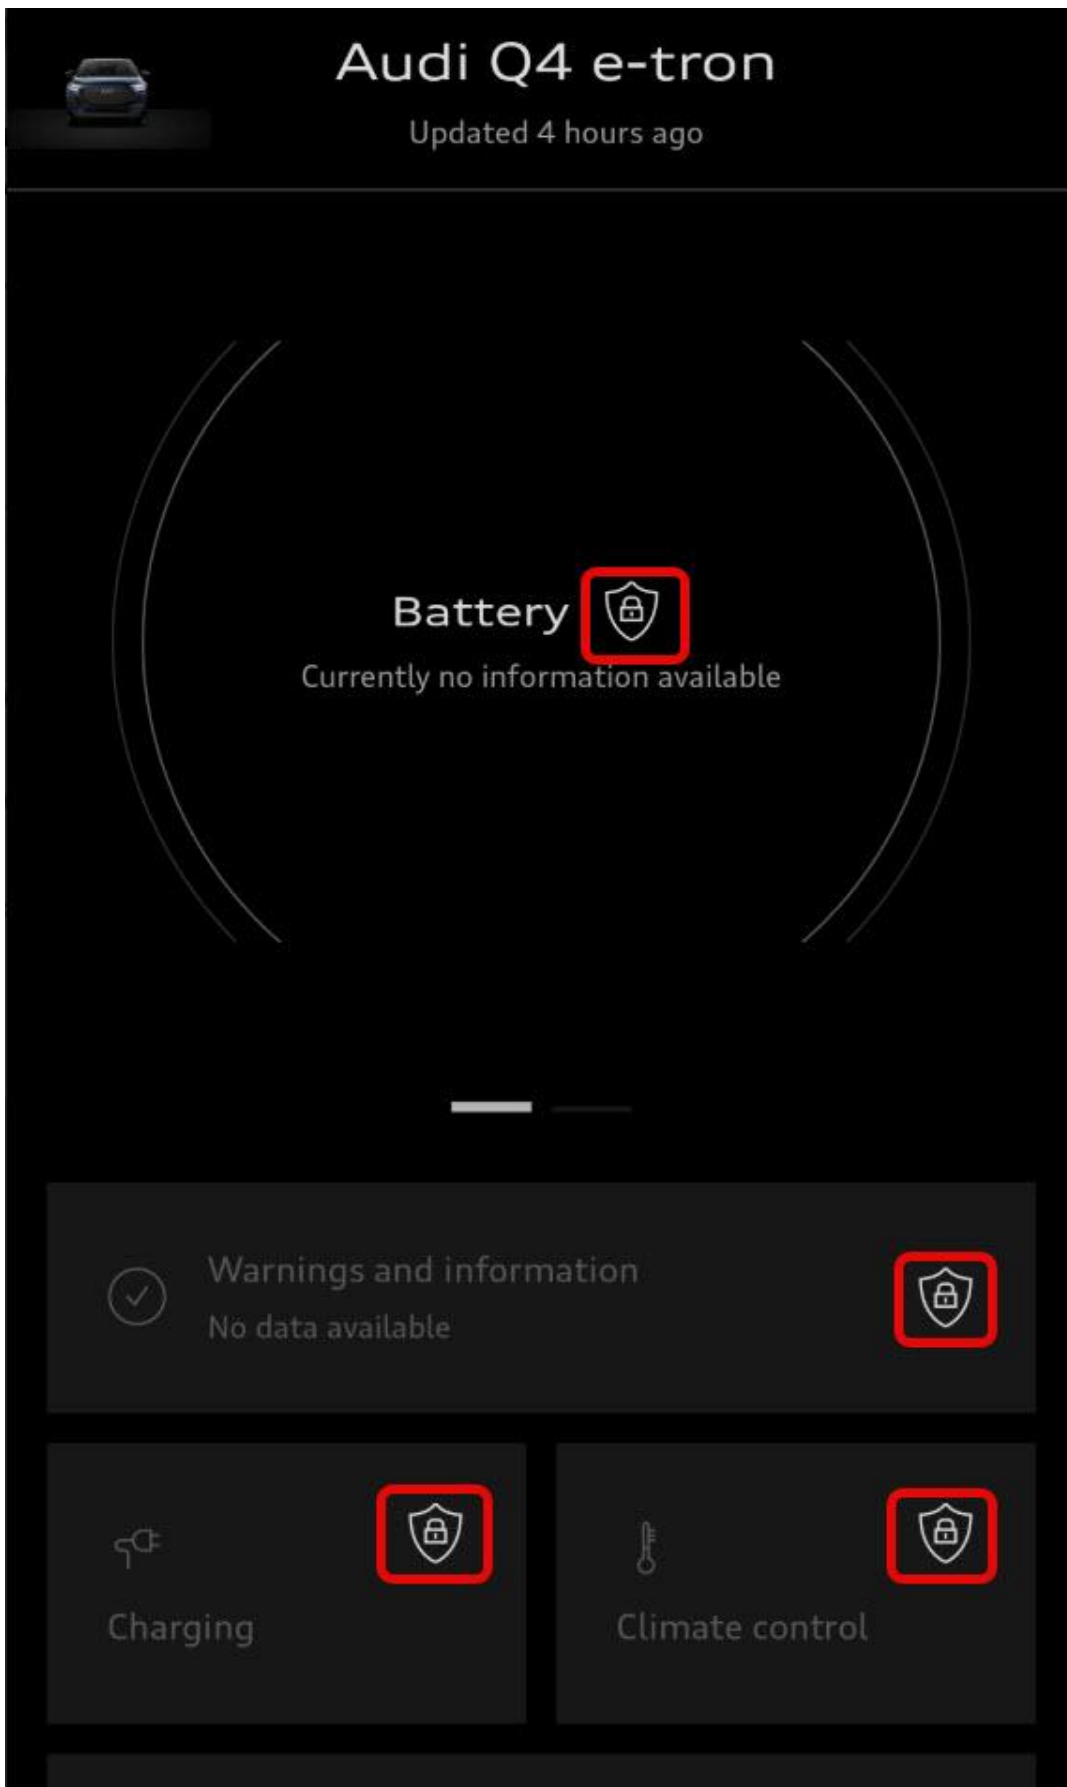 Audi Q4 e-tron
Updated 4 hours ago
Battery
Currently no information available
Warnings and information
No data available
Charging
Climate control